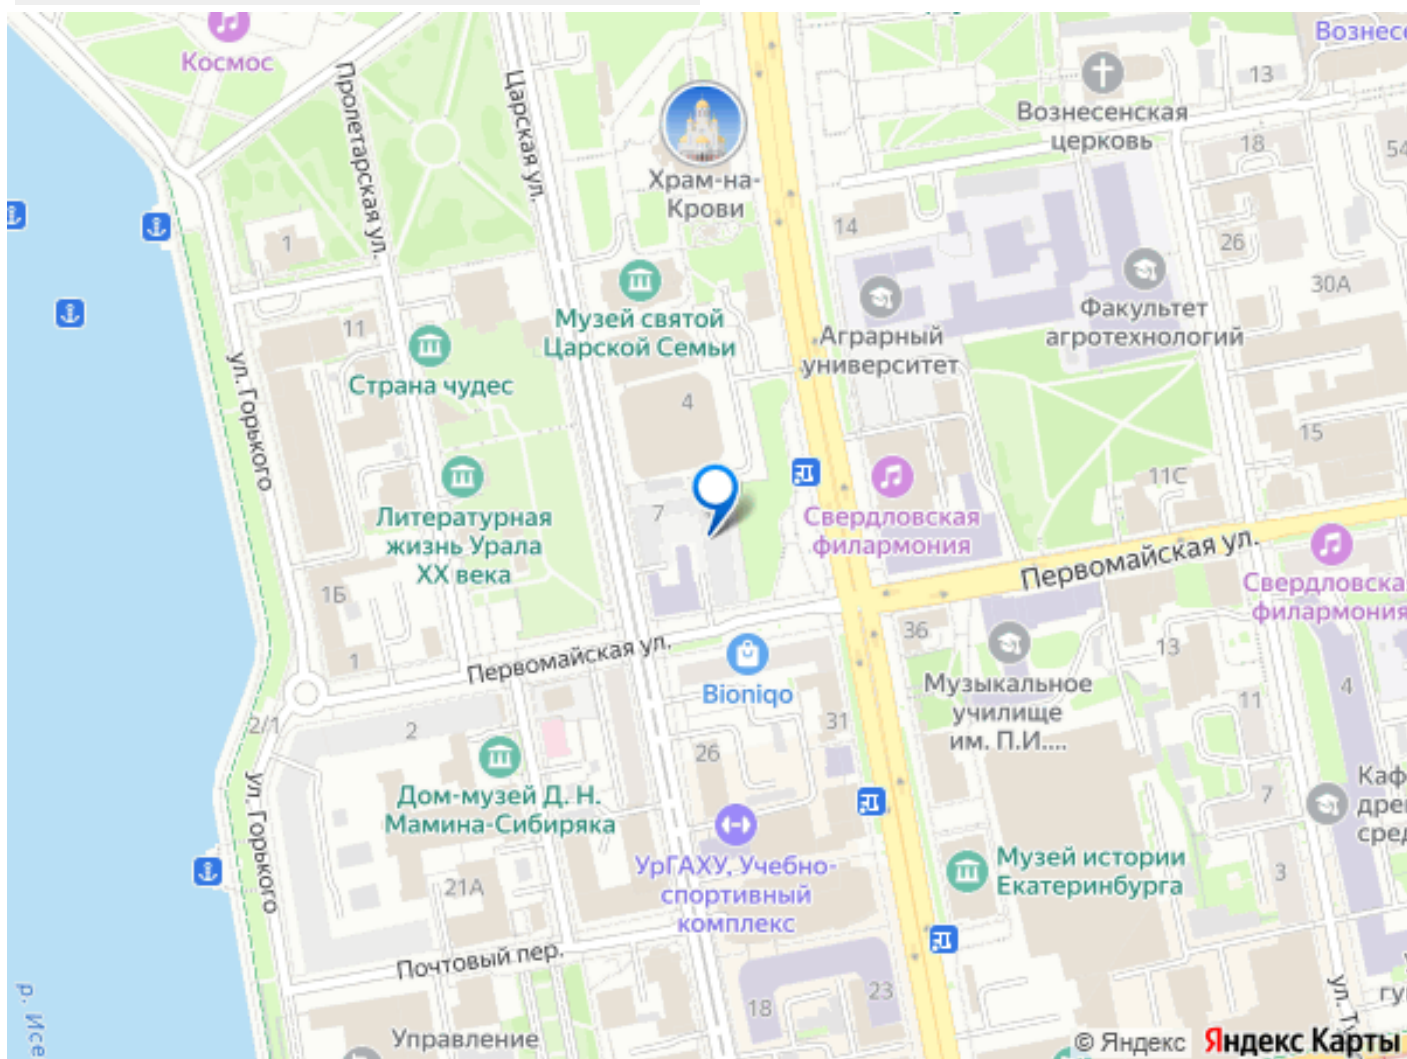 Космос
Вознесе
Пролетарская ул.
Царская ул.
13
Вознесенская
церковь
18
54
Храм-на-
Крови
14
26
1
30А
Музей святой
Царской Семьи
Факультет
агротехнологий
Аграрный
университет
11
Страна чудес
ул. Горького
4
15
11С
7
Литературная
жизнь Урала
XX века
Свердловская
филармония
Первомайская ул.
Свердловска
филармония
1Б
36
13
1
Первомайская ул.
Bioniqo
Музыкальное
училище
им. П.И....
11
4
2/1
2
31
26
ул. Горького
Дом-музей Д. Н.
Мамина-Сибиряка
7
Каф
дре
сред
УрГАХУ, Учебно-
спортивный
комплекс
Музей истории
Екатеринбурга
3
21А
Почтовый пер.
18
23
р. Исе
ул. Ту
гу
Управление
© Яндекс Яндекс Карты